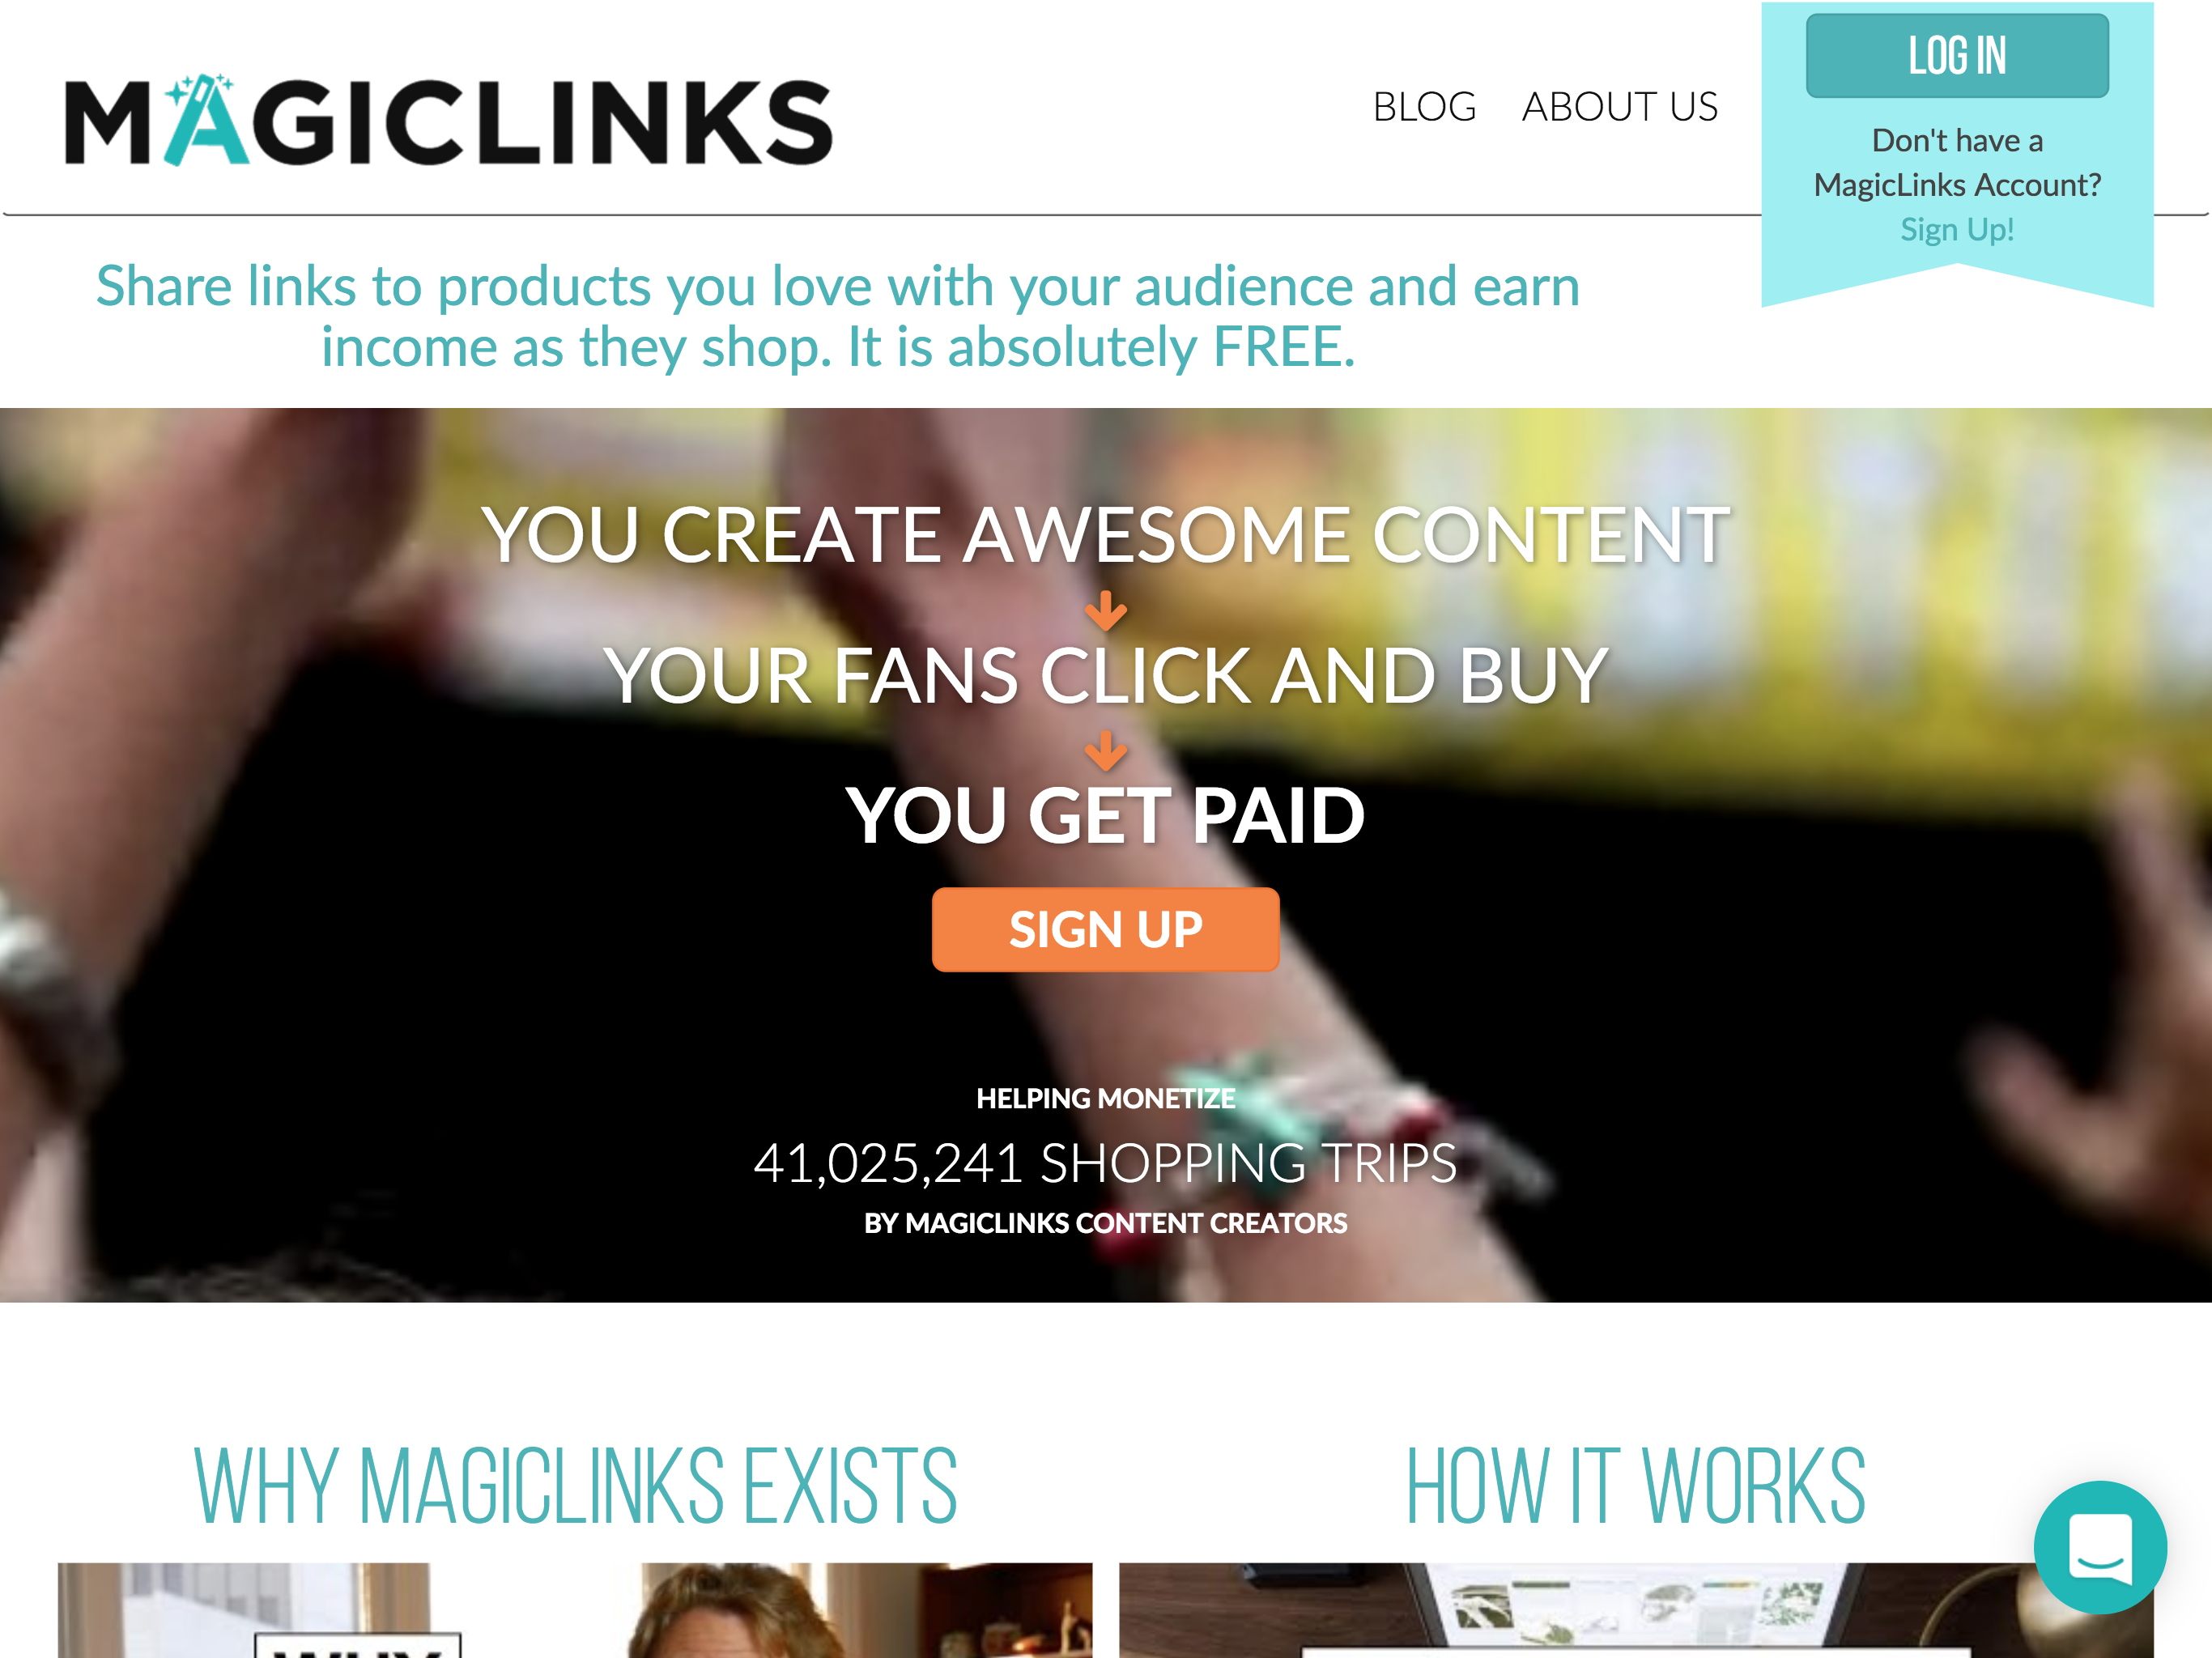 MAGICLINKS
BLOG
ABOUT US
LOG IN
Don't have a
MagicLinks Account?
Sign Up!
Share links to products you love with your audience and earn
income as they shop. It is absolutely FREE.
YOU CREATE AWESOME CONTENT
YOUR FANS CLICK AND BUY
YOU GET PAID
SIGN UP
HELPING MONETIZE
41,025,241 SHOPPING TRIPS
BY MAGICLINKS CONTENT CREATORS
WHY MAGICLINKS EXISTS
HOW IT WORKS
WHY